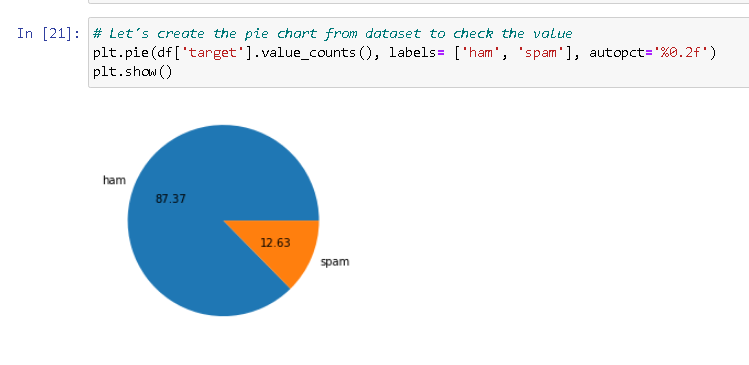 In [21]: # Let's create the pie chart from dataset to check the value
plt.pie(df['target'].value_counts(), labels= ['ham', 'spam'], autopct='%0.2f')
plt.show()
ham
87.37
12.63
spam